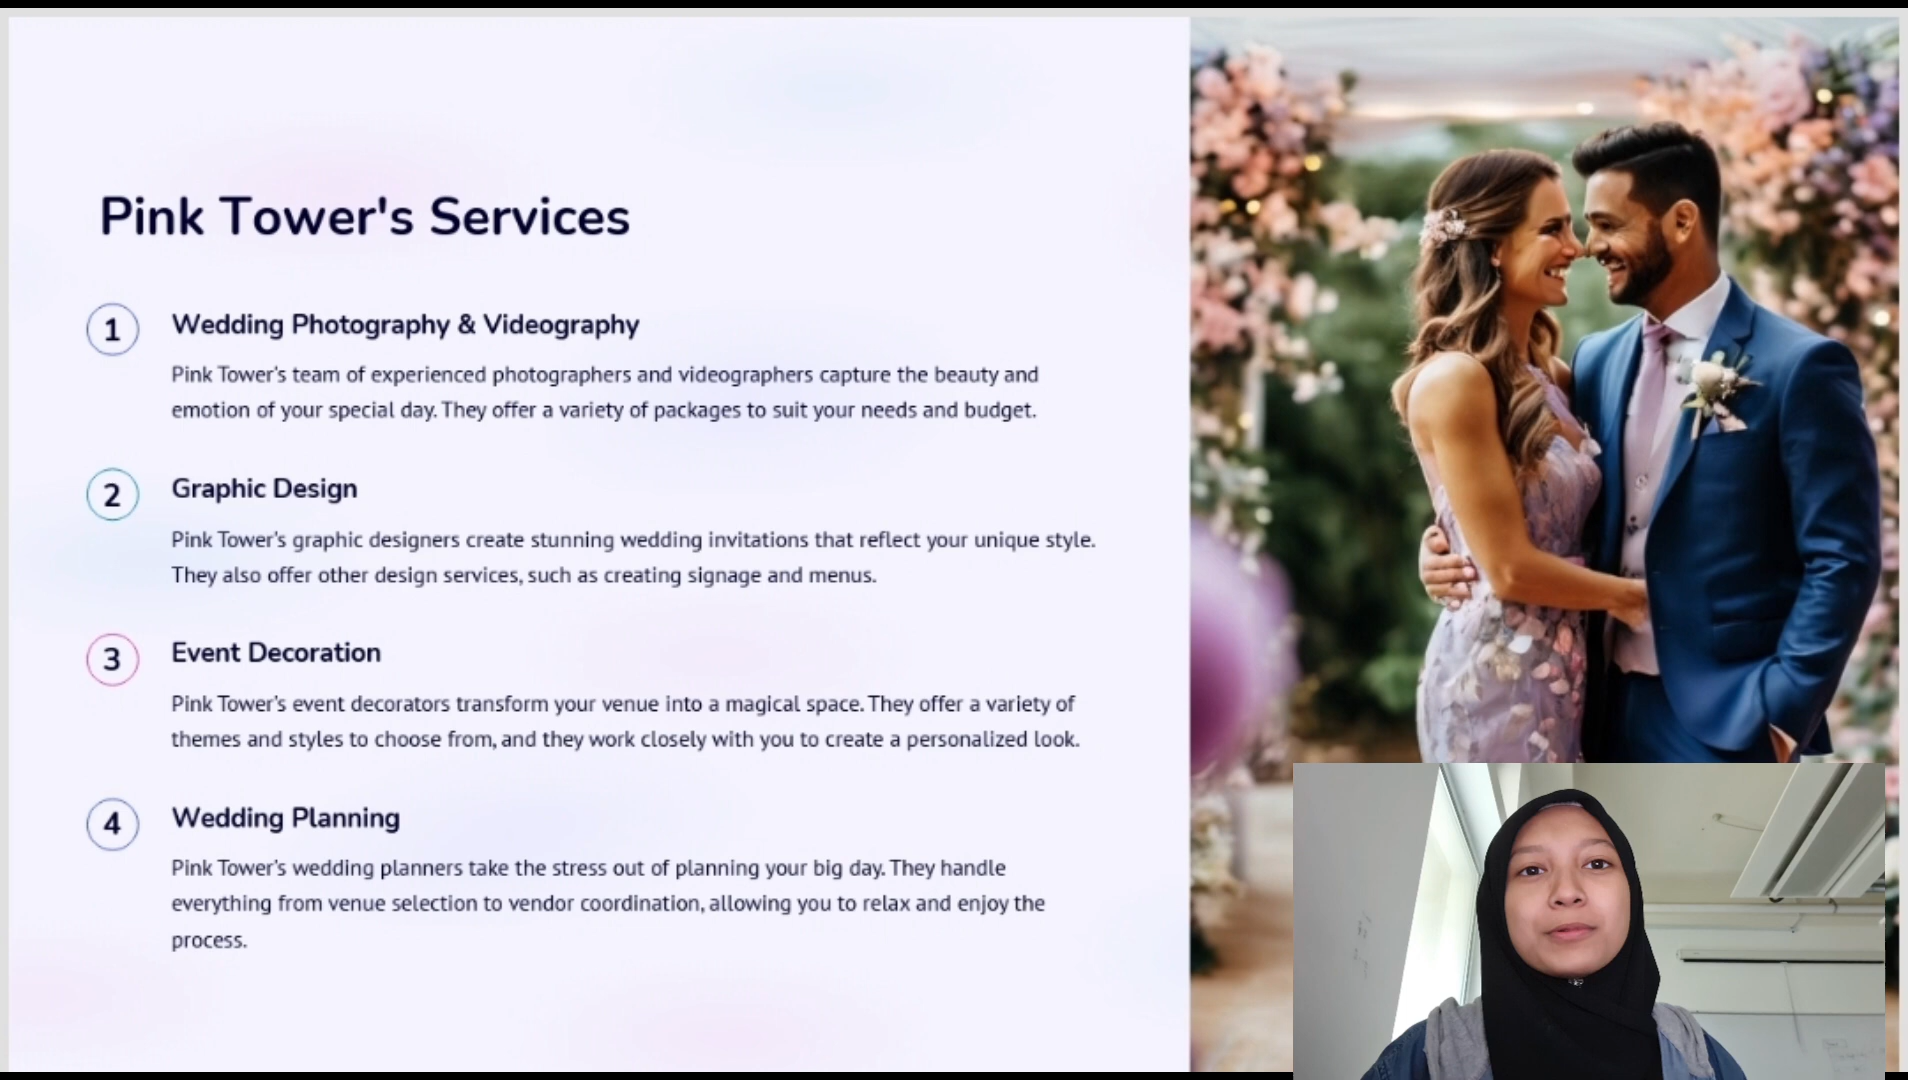 Pink Tower's Services
1
Wedding Photography & Videography
Pink Tower's team of experienced photographers and videographers capture the beauty and
emotion of your special day. They offer a variety of packages to suit your needs and budget.
2
Graphic Design
Pink Tower's graphic designers create stunning wedding invitations that reflect your unique style.
They also offer other design services, such as creating signage and menus.
3
Event Decoration
Pink Tower's event decorators transform your venue into a magical space. They offer a variety of
themes and styles to choose from, and they work closely with you to create a personalized look.
4
Wedding Planning
Pink Tower's wedding planners take the stress out of planning your big day. They handle
everything from venue selection to vendor coordination, allowing you to relax and enjoy the
process.